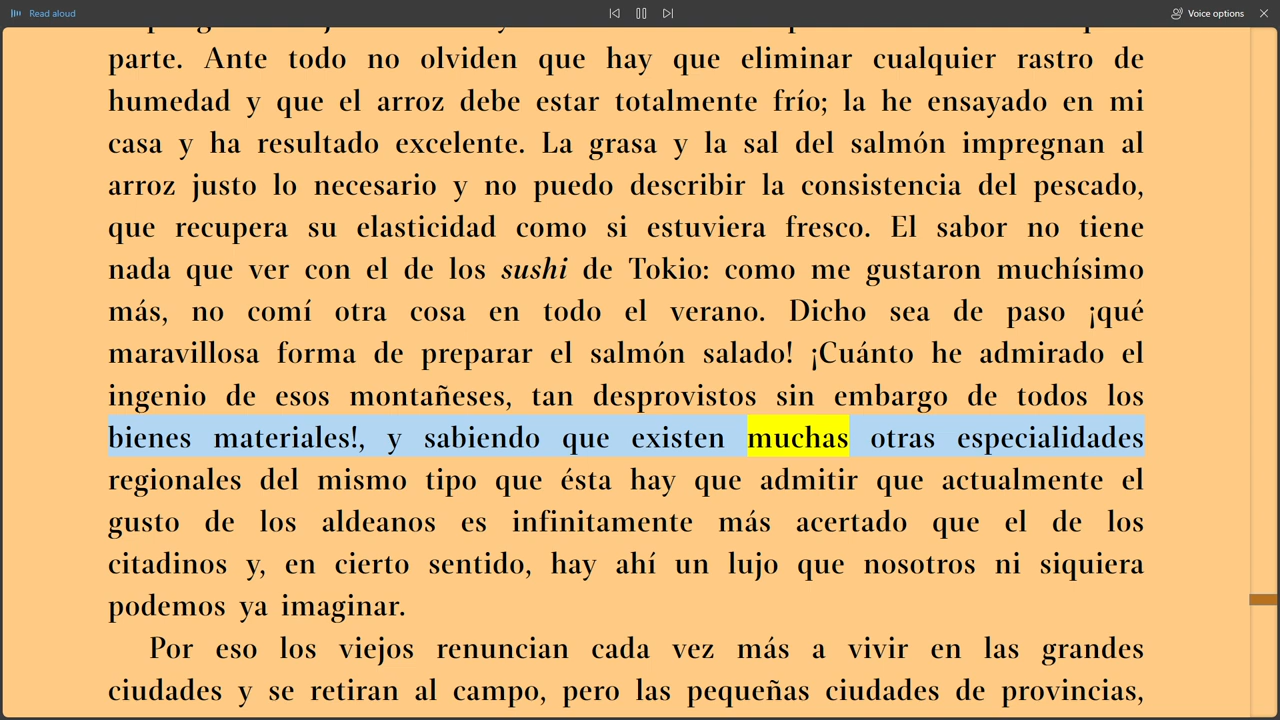 Read aloud
Voice options
parte. Ante todo no olviden que hay que eliminar cualquier rastro de
humedad y que el arroz debe estar totalmente frío; la he ensayado en mi
casa y ha resultado excelente. La grasa y la sal del salmón impregnan al
arroz justo lo necesario y no puedo describir la consistencia del pescado,
que recupera su elasticidad como si estuviera fresco. El sabor no tiene
nada que ver con el de los sushi de Tokio: como me gustaron muchísimo
más, no comí otra cosa en todo el verano. Dicho sea de paso ¡qué
maravillosa forma de preparar el salmón salado! ¡Cuánto he admirado el
ingenio de esos montañeses, tan desprovistos sin embargo de todos los
bienes materiales!, y sabiendo que existen muchas otras especialidades
regionales del mismo tipo que ésta hay que admitir que actualmente el
gusto de los aldeanos es infinitamente más acertado que el de los
citadinos y, en cierto sentido, hay ahí un lujo que nosotros ni siquiera
podemos ya imaginar.
Por eso los viejos renuncian cada vez más a vivir en las grandes
ciudades y se retiran al campo, pero las pequeñas ciudades de provincias,